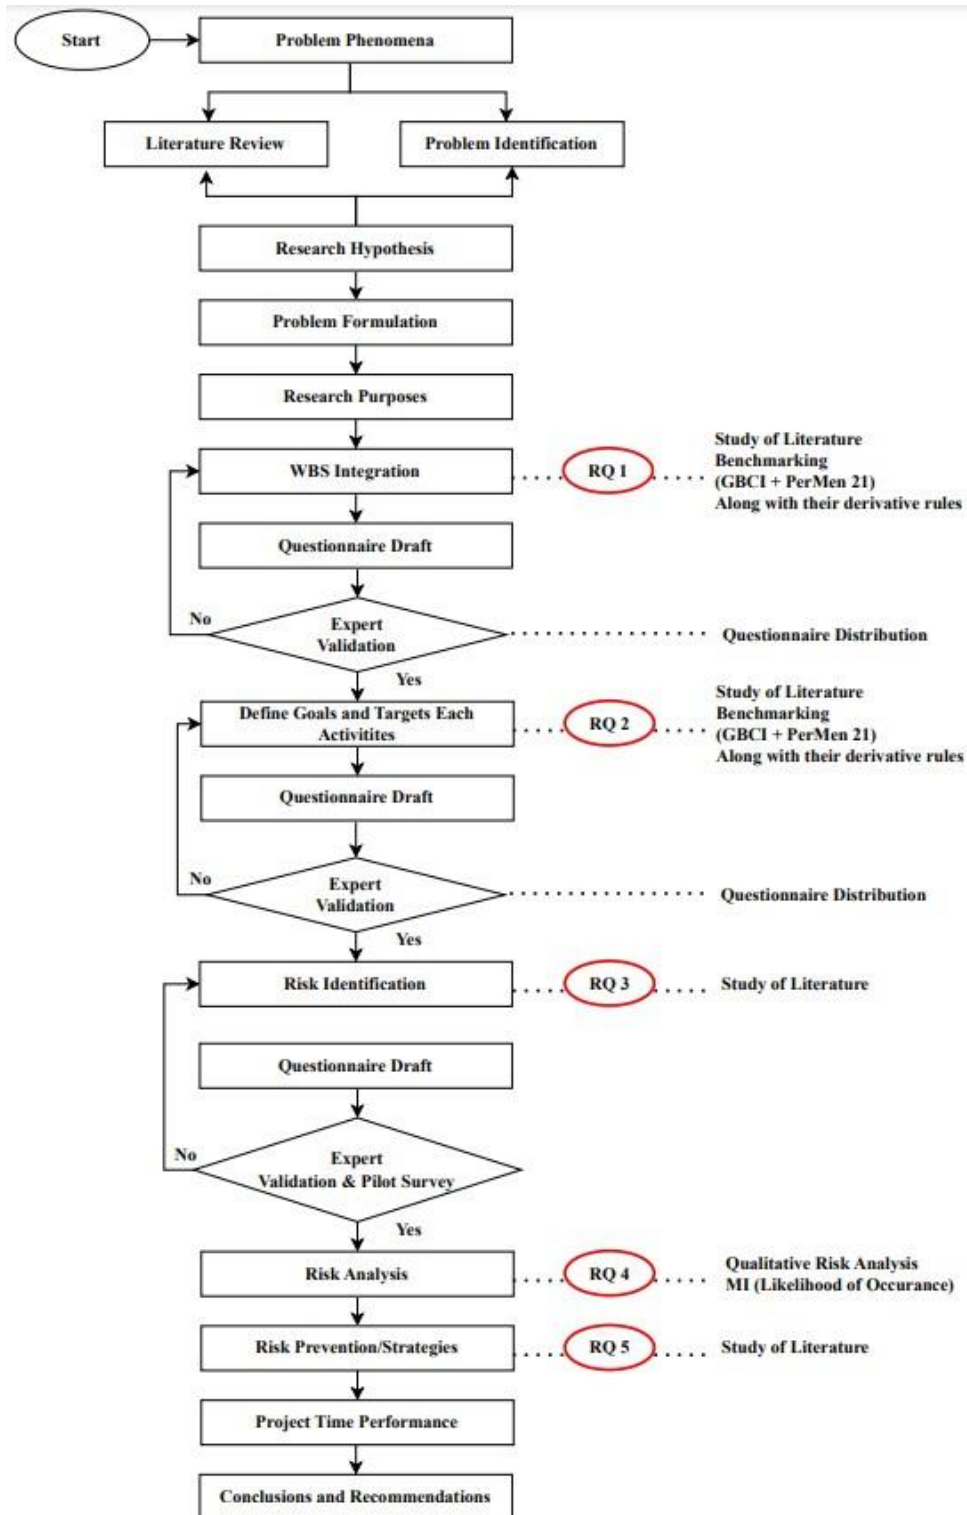 Start
Problem Phenomena
Literature Review
Problem Identification
Research Hypothesis
Problem Formulation
Research Purposes
WBS Integration
RQ 1
Study of Literature
Benchmarking
(GBCI + PerMen 21)
Along with their derivative rules
Questionnaire Draft
No
Expert
Validation
Questionnaire Distribution
Yes
Define Goals and Targets Each
Activitites
RQ 2
Study of Literature
Benchmarking
(GBCI + PerMen 21)
Along with their derivative rules
Questionnaire Draft
No
Expert
Validation
Questionnaire Distribution
Yes
Risk Identification
RQ 3
Study of Literature
Questionnaire Draft
No
Expert
Validation & Pilot Survey
Yes
Risk Analysis
RQ 4
Qualitative Risk Analysis
MI (Likelihood of Occurance)
Risk Prevention/Strategies
RQ 5
Study of Literature
Project Time Performance
Conclusions and Recommendations